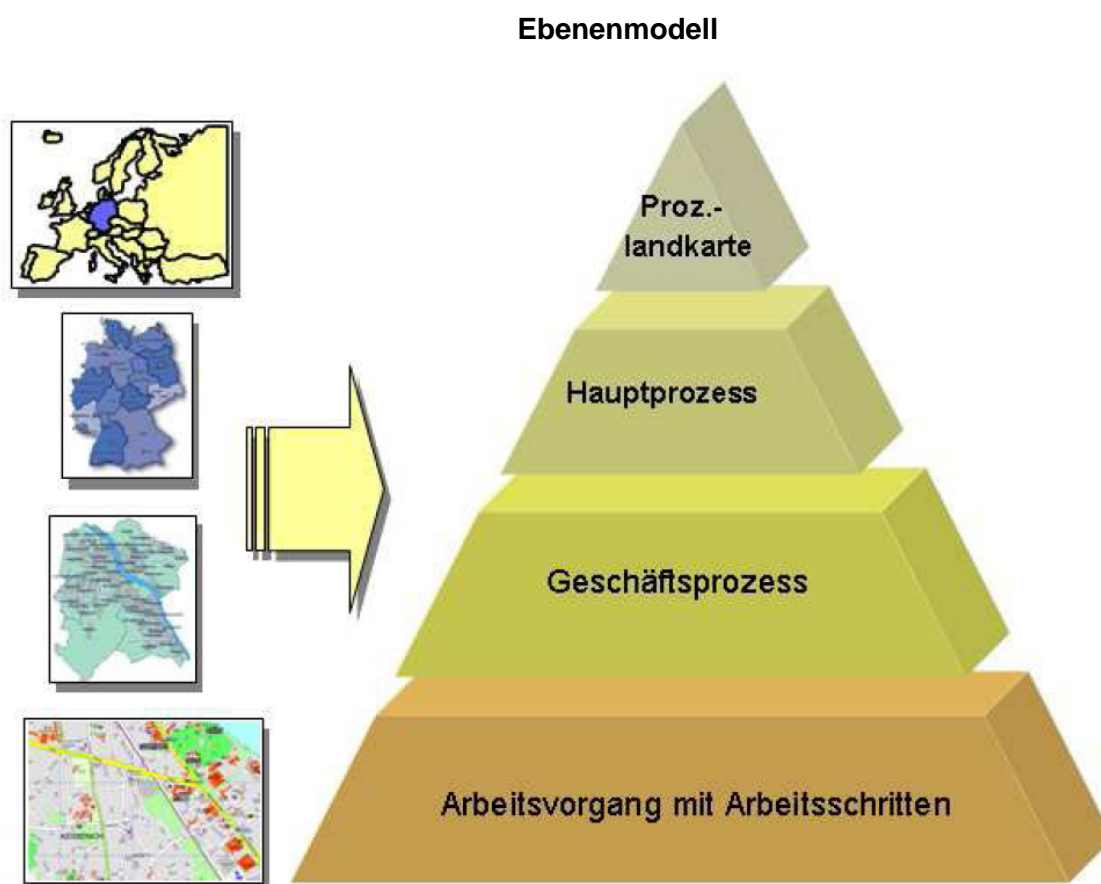 Ebenenmodell
Proz.-
landkarte
Hauptprozess
Geschäftsprozess
Arbeitsvorgang mit Arbeitsschritten